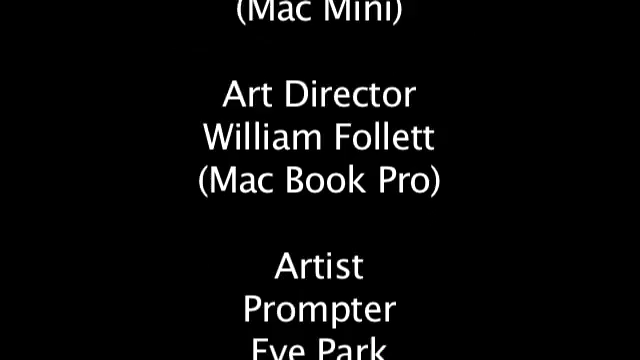 (Mac Mini)
Art Director
William Follett
(Mac Book Pro)
Artist
Prompter
Eve Park